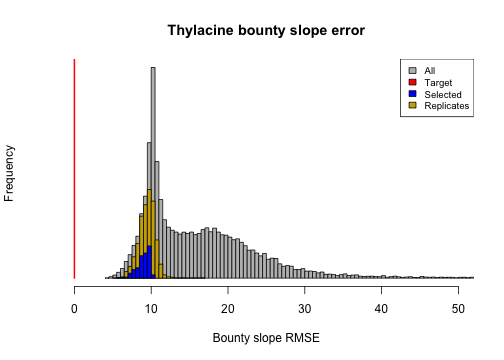 Thylacine bounty slope error
All
Target
Selected
Replicates
Frequency
0 10 20 30 40 50
Bounty slope RMSE